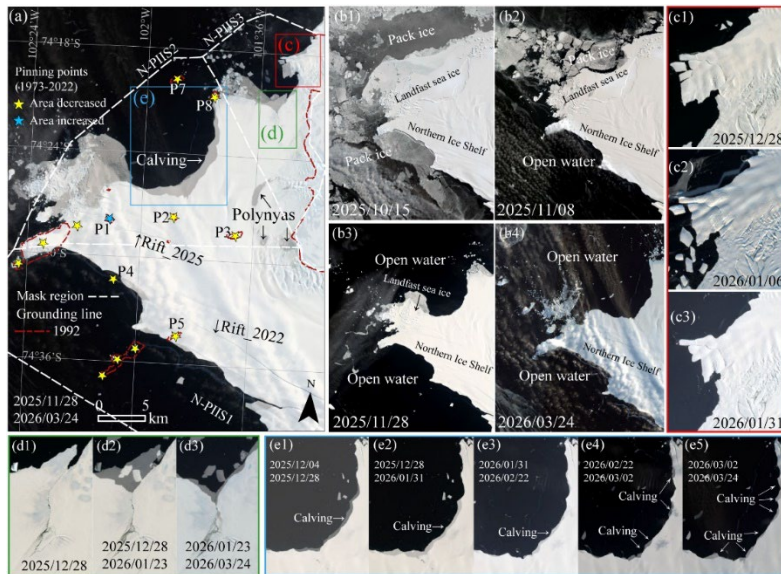 (a)
102°24'W
102°W
101°36'W
74°18'S
74°24'S
74°36'S
N-PIIS2
N-PIIS3
N-PIIS1
(c)
Pinning points
(1973-2022)
Area decreased
Area increased
P7
P8
(e)
(d)
Calving→
P1
P2
P3
Polynyas
↑Rift_2025
P4
Mask region
Grounding line
1992
P5
↓Rift_2022
2025/11/28
2026/03/24
0 5
km
N
(b1)
Pack ice
Landfast sea ice
Northern Ice Shelf
Pack ice
2025/10/15
(b2)
Pack ice
Landfast sea ice
Northern Ice Shelf
Open water
2025/11/08
(b3)
Open water
Landfast sea ice
Northern Ice Shelf
Open water
2025/11/28
(b4)
Open water
Northern Ice Shelf
Open water
2026/03/24
(c1)
2025/12/28
(c2)
2026/01/06
(c3)
2026/01/31
(d1)
2025/12/28
(d2)
2025/12/28
2026/01/23
(d3)
2026/01/23
2026/03/24
(e1)
2025/12/04
2025/12/28
Calving→
(e2)
2025/12/28
2026/01/31
Calving→
(e3)
2026/01/31
2026/02/22
Calving→
(e4)
2026/02/22
2026/03/02
Calving
Calving
(e5)
2026/03/02
2026/03/24
Calving
Calving